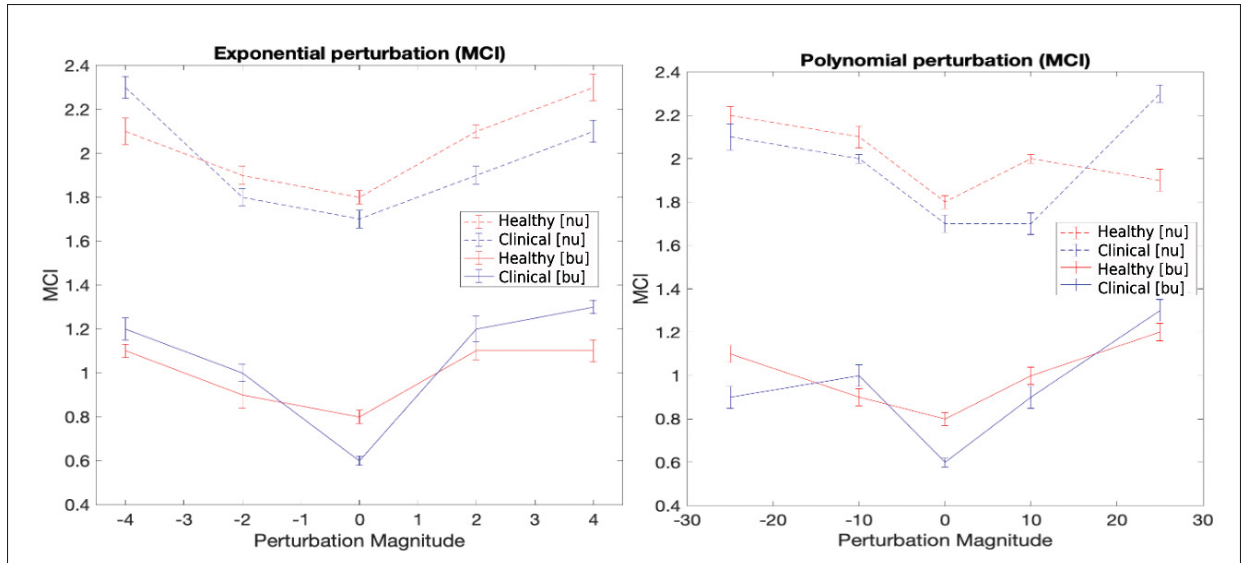 Exponential perturbation (MCI)
2.4
2.2
2
1.8
1.6
1.4
1.2
1
0.8
0.6
0.4
MCI
Healthy [nu]
Clinical [nu]
Healthy [bu]
Clinical [bu]
-4 -3 -2 -1 0 1 2 3 4
Perturbation Magnitude
Polynomial perturbation (MCI)
2.4
2.2
2
1.8
1.6
1.4
1.2
1
0.8
0.6
0.4
MCI
Healthy [nu]
Clinical [nu]
Healthy [bu]
Clinical [bu]
-30 -20 -10 0 10 20 30
Perturbation Magnitude